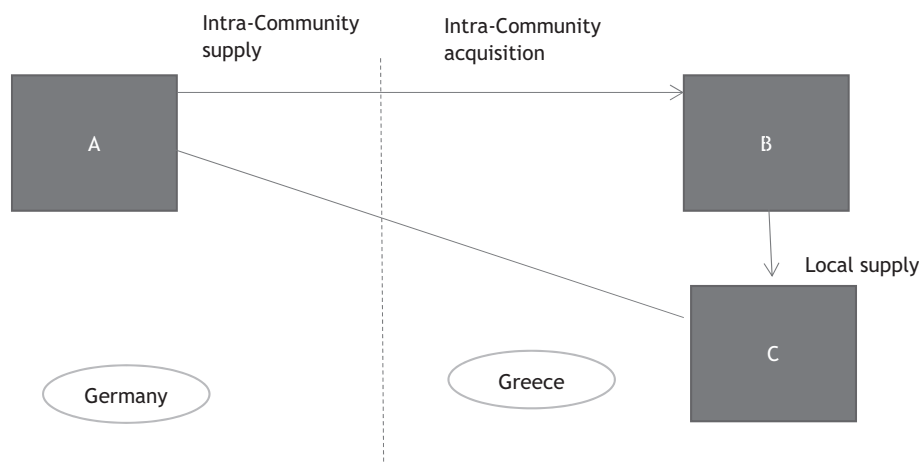 Intra-Community
supply
Intra-Community
acquisition
A
B
Local supply
C
Greece
Germany